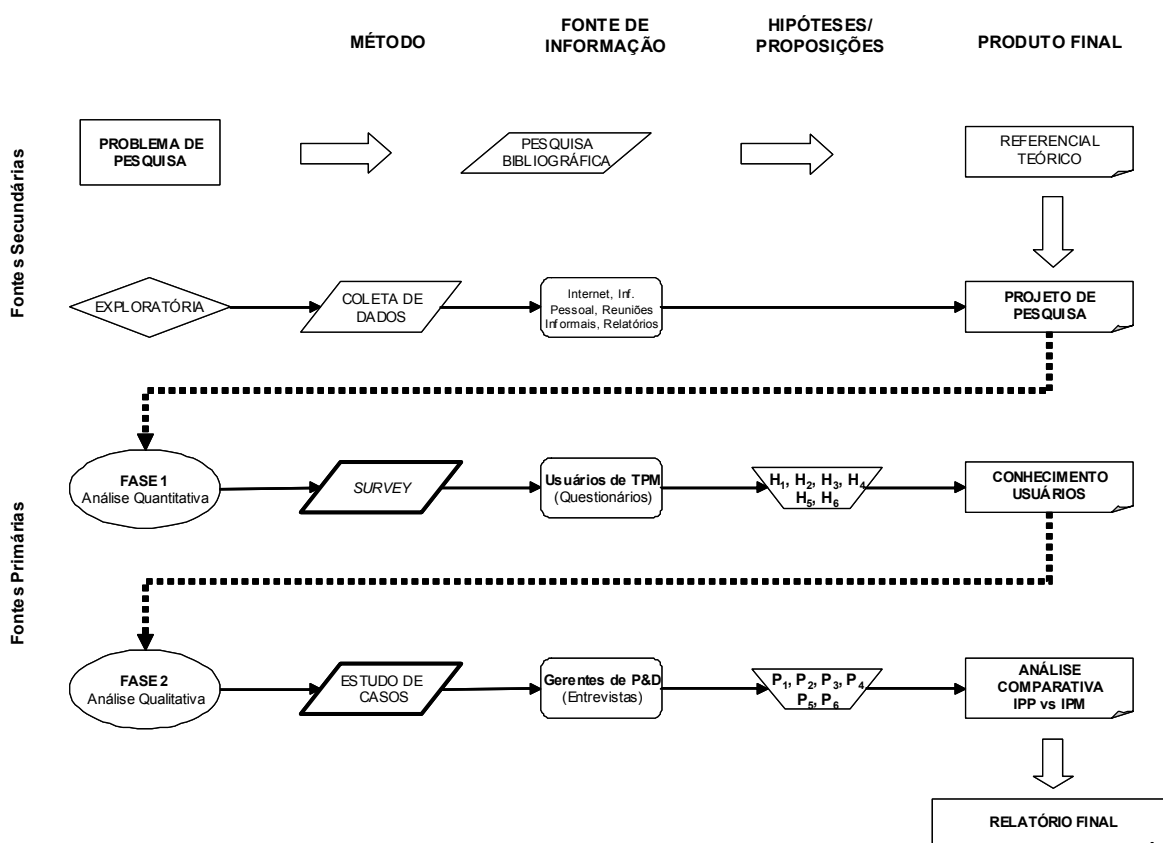 MÉTODO
FONTE DE
INFORMAÇÃO
HIPÓTESES/
PROPOSIÇÕES
PRODUTO FINAL
Fontes Secundárias
PROBLEMA DE
PESQUISA
PESQUISA
BIBLIOGRÁFICA
REFERENCIAL
TEÓRICO
EXPLORATÓRIA
COLETA DE
DADOS
Internet, Inf.
Pessoal, Reuniões
Informais, Relatórios
PROJETO DE
PESQUISA
Fontes Primárias
FASE 1
Análise Quantitativa
SURVEY
Usuários de TPM
(Questionários)
H1, H2, H3, H4
H5, H6
CONHECIMENTO
USUÁRIOS
FASE 2
Análise Qualitativa
ESTUDO DE
CASOS
Gerentes de P&D
(Entrevistas)
P1, P2, P3, P4
P5, P6
ANÁLISE
COMPARATIVA
IPP vs IPM
RELATÓRIO FINAL